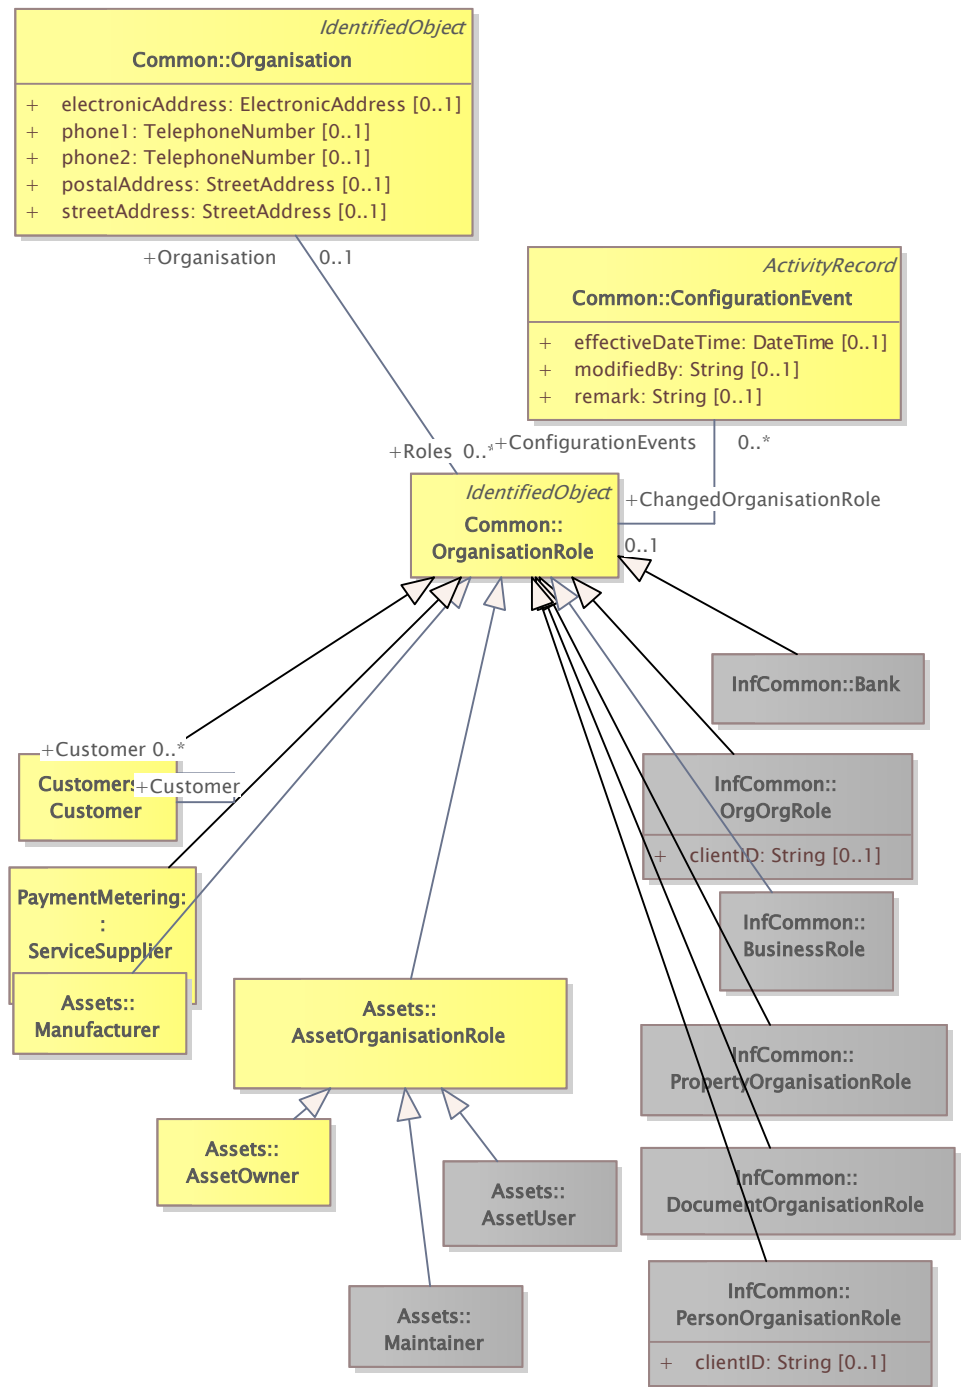 IdentifiedObject
Common::Organisation
+ electronicAddress: ElectronicAddress [0..1]
+ phone1: TelephoneNumber [0..1]
+ phone2: TelephoneNumber [0..1]
+ postalAddress: StreetAddress [0..1]
+ streetAddress: StreetAddress [0..1]
+Organisation 0..1
ActivityRecord
Common::ConfigurationEvent
+ effectiveDateTime: DateTime [0..1]
+ modifiedBy: String [0..1]
+ remark: String [0..1]
+ConfigurationEvents 0..*
+Roles 0..*
IdentifiedObject
Common::
OrganisationRole
+ChangedOrganisationRole
0..1
InfCommon::Bank
+Customer 0..*
Customers
Customer
+Customer
InfCommon::
OrgOrgRole
+ clientID: String [0..1]
PaymentMetering:
:
ServiceSupplier
InfCommon::
BusinessRole
Assets::
Manufacturer
Assets::
AssetOrganisationRole
InfCommon::
PropertyOrganisationRole
Assets::
AssetOwner
Assets::
AssetUser
InfCommon::
DocumentOrganisationRole
Assets::
Maintainer
InfCommon::
PersonOrganisationRole
+ clientID: String [0..1]